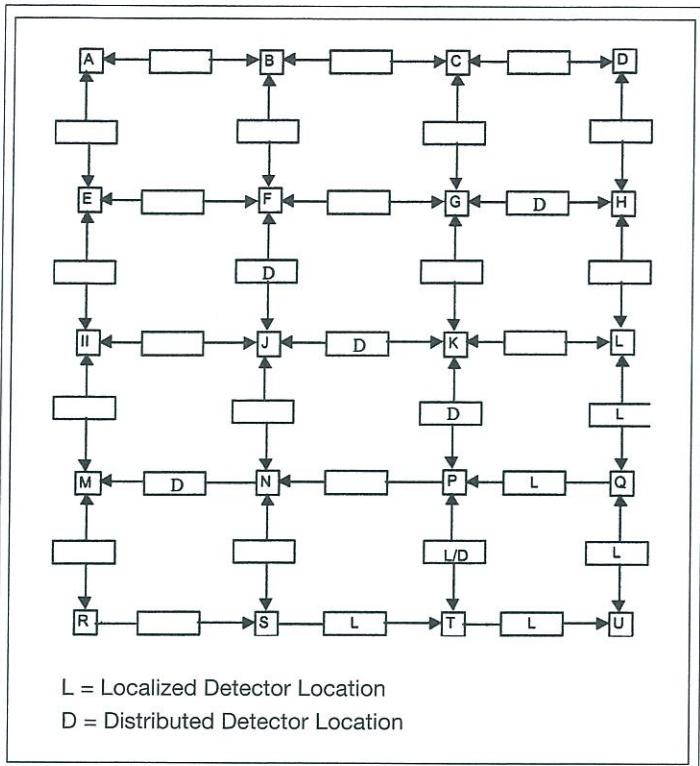 A B C D
E F G H
D
D
II J K L
D
D L
M N P Q
D L
L/D L
R S T U
L L
L = Localized Detector Location
D = Distributed Detector Location